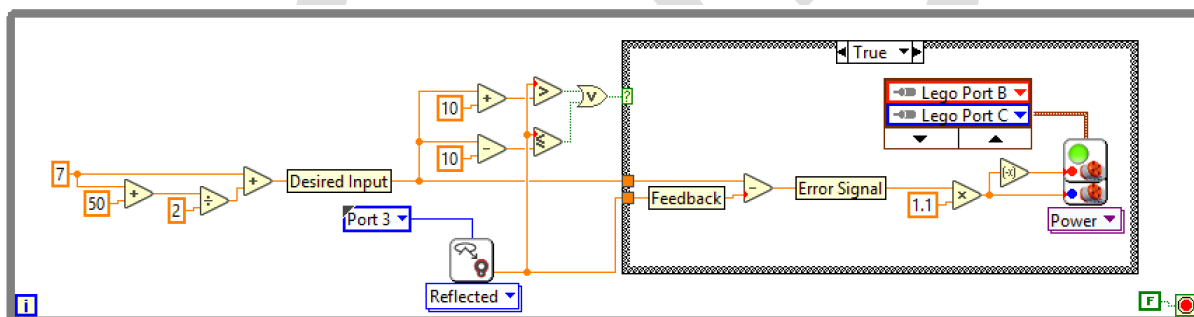 True
Lego Port B
10
+
>
v
?
Lego Port C
10
-
≤
7
+
Desired Input
(-x)
50
+
÷
2
Feedback
-
Error Signal
1.1
×
Port 3
Power
Reflected
i
F